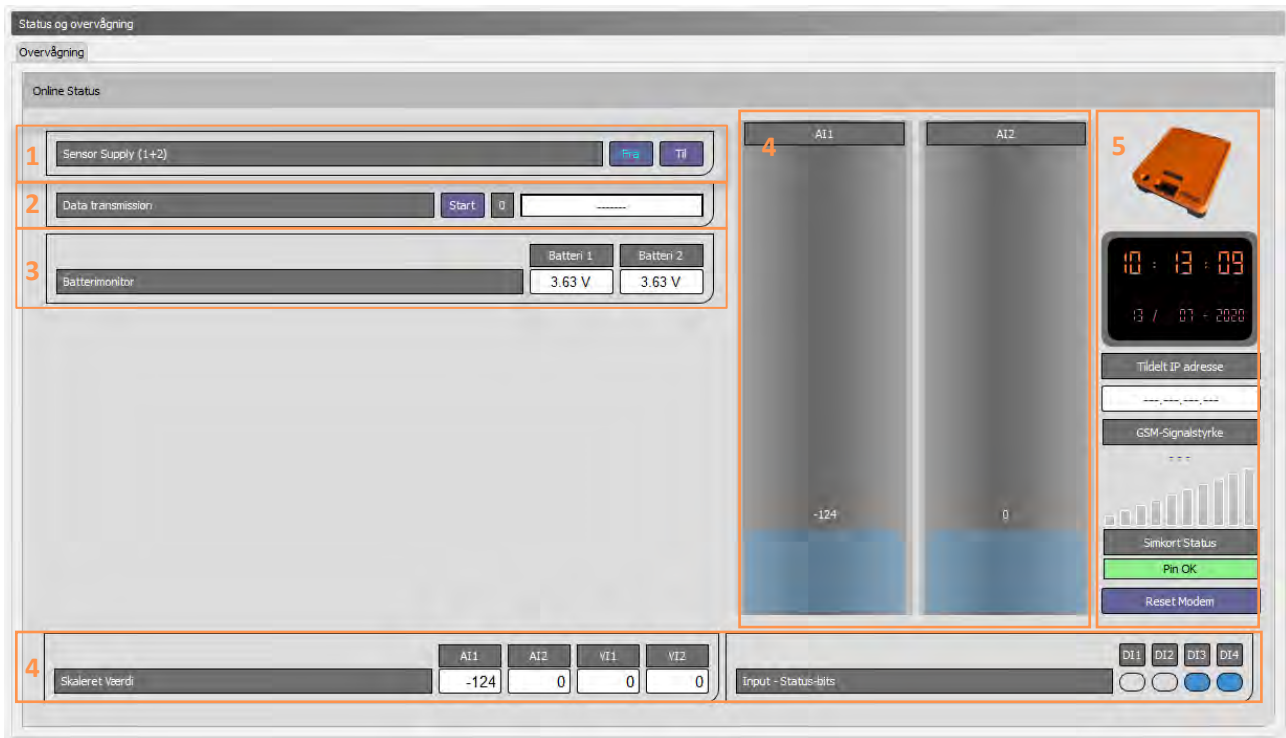 Status og overvågning
Overvågning
Online Status
1
Sensor Supply (1+2)
Fra Til
2
Data transmission
Start 0 -------
3
Batteri 1 Batteri 2
Batterimonitor
3.63 V 3.63 V
4
AI1 AI2
-124 0
5
10 : 13 : 09
13 / 07 - 2020
Tildelt IP adresse
---.---.---.---
GSM-Signalstyrke
- - -
Simkort Status
Pin OK
Reset Modem
4
AI1 AI2 VI1 VI2
Skaleret Værdi
-124 0 0 0
DI1 DI2 DI3 DI4
Input - Status-bits